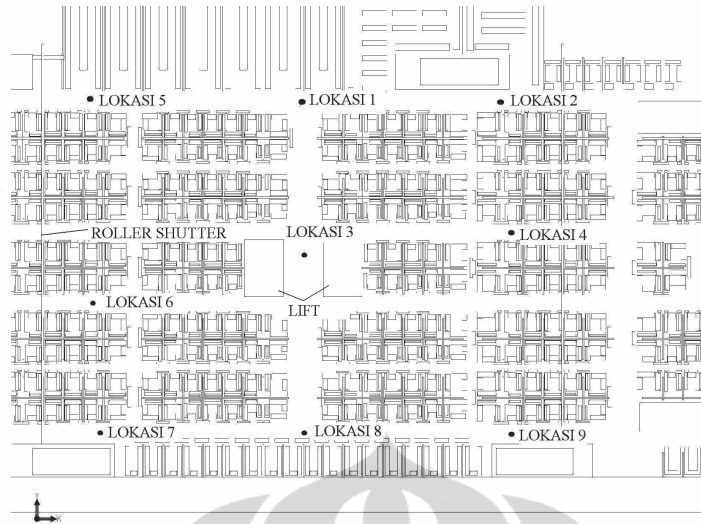 LOKASI 5
LOKASI 1
LOKASI 2
ROLLER SHUTTER
LOKASI 3
LOKASI 4
LOKASI 6
LIFT
LOKASI 7
LOKASI 8
LOKASI 9
Y
X